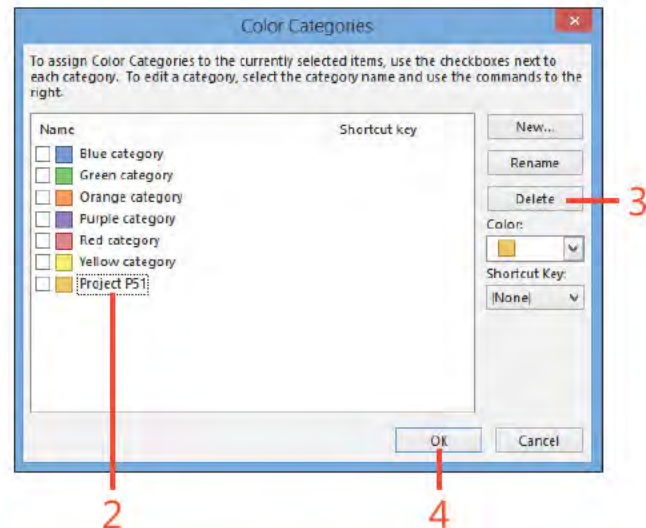 Color Categories
To assign Color Categories to the currently selected items, use the checkboxes next to
each category. To edit a category, select the category name and use the commands to the
right.
Name Shortcut key
Blue category
Green category
Orange category
Purple category
Red category
Yellow category
Project P51
New...
Rename
Delete 3
Color:
Shortcut Key:
(None)
OK Cancel
2 4